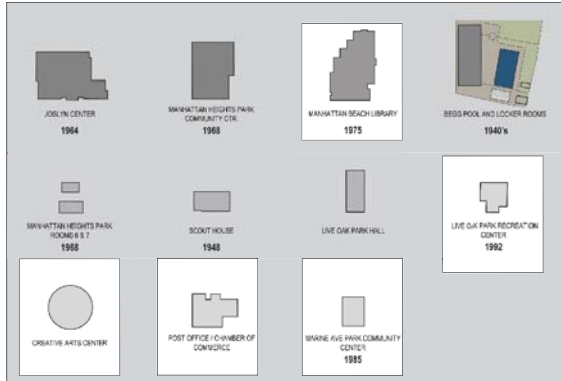 JOSLYN CENTER
1964
MANHATTAN HEIGHTS PARK
COMMUNITY CTR.
1968
MANHATTAN BEACH LIBRARY
1975
BEGG POOL AND LOCKER ROOMS
1940's
MANHATTAN HEIGHTS PARK
ROOMS 6 & 7
1968
SCOUT HOUSE
1948
LIVE OAK PARK HALL
LIVE OAK PARK RECREATION
CENTER
1992
CREATIVE ARTS CENTER
POST OFFICE / CHAMBER OF
COMMERCE
MARINE AVE PARK COMMUNITY
CENTER
1985